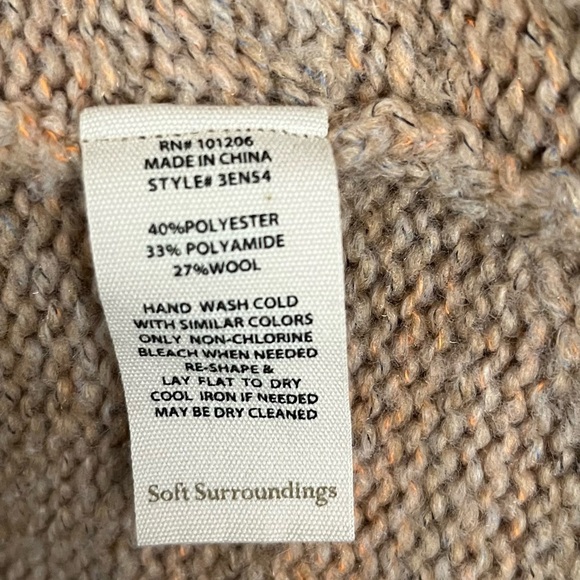 RN# 101206
MADE IN CHINA
STYLE# 3EN54
40%POLYESTER
33% POLYAMIDE
27%WOOL
HAND WASH COLD
WITH SIMILAR COLORS
ONLY NON-CHLORINE
BLEACH WHEN NEEDED
RE-SHAPE &
LAY FLAT TO DRY
COOL IRON IF NEEDED
MAY BE DRY CLEANED
Soft Surroundings